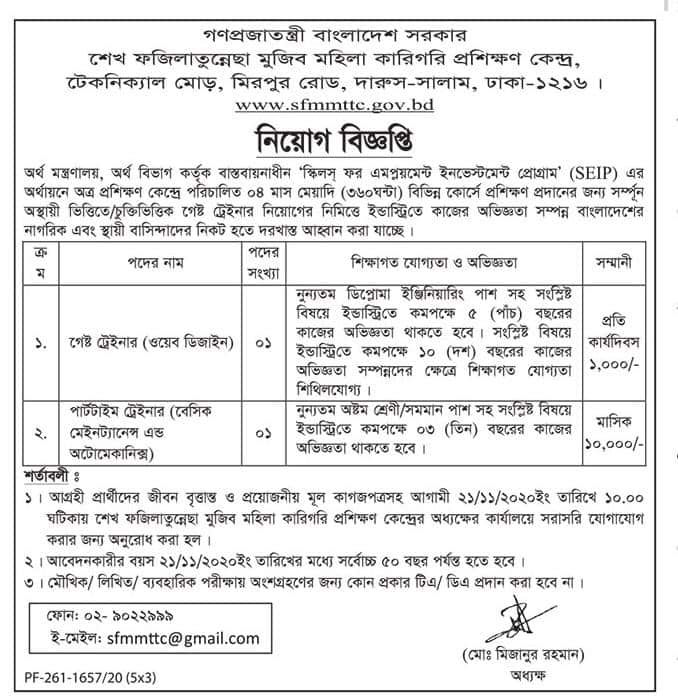 গণপ্রজাতন্ত্রী বাংলাদেশ সরকার
শেখ ফজিলাতুন্নেছা মুজিব মহিলা কারিগরি প্রশিক্ষণ কেন্দ্র,
টেকনিক্যাল মোড়, মিরপুর রোড, দারুস-সালাম, ঢাকা-১২১৬ ।
www.sfmmttc.gov.bd
নিয়োগ বিজ্ঞপ্তি
অর্থ মন্ত্রণালয়, অর্থ বিভাগ কর্তৃক বাস্তবায়নাধীন ‘স্কিলস্ ফর এমপ্লয়মেন্ট ইনভেস্টমেন্ট প্রোগ্রাম’ (SEIP) এর
অর্থায়নে অত্র প্রশিক্ষণ কেন্দ্রে পরিচালিত ০৪ মাস মেয়াদি (৩৬০ঘন্টা) বিভিন্ন কোর্সে প্রশিক্ষণ প্রদানের জন্য সর্ম্পূন
অস্থায়ী ভিত্তিতে/চুক্তিভিত্তিক গেষ্ট ট্রেইনার নিয়োগের নিমিত্তে ইন্ডাস্ট্রিতে কাজের অভিজ্ঞতা সম্পন্ন বাংলাদেশের
নাগরিক এবং স্থায়ী বাসিন্দাদের নিকট হতে দরখাস্ত আহ্বান করা যাচ্ছে ।
ক্রম
পদের নাম
পদের সংখ্যা
শিক্ষাগত যোগ্যতা ও অভিজ্ঞতা
সম্মানী
১.
গেষ্ট ট্রেইনার (ওয়েব ডিজাইন)
০১
নুন্যতম ডিপ্লোমা ইঞ্জিনিয়ারিং পাশ সহ সংস্লিষ্ট
বিষয়ে ইন্ডাস্ট্রিতে কমপক্ষে ৫ (পাঁচ) বছরের
কাজের অভিজ্ঞতা থাকতে হবে । সংস্লিষ্ট বিষয়ে
ইন্ডাস্ট্রিতে কমপক্ষে ১০ (দশ) বছরের কাজের
অভিজ্ঞতা সম্পন্নদের ক্ষেত্রে শিক্ষাগত যোগ্যতা
শিথিলযোগ্য ।
প্রতি
কার্যদিবস
১,০০০/-
২.
পার্টটাইম ট্রেইনার (বেসিক
মেইনট্যানেন্স এন্ড
অটোমেকানিক্স)
০১
নুন্যতম অষ্টম শ্রেণী/সমমান পাশ সহ সংস্লিষ্ট বিষয়ে
ইন্ডাস্ট্রিতে কমপক্ষে ০৩ (তিন) বছরের কাজের
অভিজ্ঞতা থাকতে হবে ।
মাসিক
১০,০০০/-
শর্তাবলী ঃ
১ । আগ্রহী প্রার্থীদের জীবন বৃত্তান্ত ও প্রয়োজনীয় মূল কাগজপত্রসহ আগামী ২১/১১/২০২০ইং তারিখে ১০.০০
ঘটিকায় শেখ ফজিলাতুন্নেছা মুজিব মহিলা কারিগরি প্রশিক্ষণ কেন্দ্রের অধ্যক্ষের কার্যালয়ে সরাসরি যোগাযোগ
করার জন্য অনুরোধ করা হল ।
২ । আবেদনকারীর বয়স ২১/১১/২০২০ইং তারিখের মধ্যে সর্বোচ্চ ৫০ বছর পর্যন্ত হতে হবে ।
৩ । মৌখিক/ লিখিত/ ব্যবহারিক পরীক্ষায় অংশগ্রহণের জন্য কোন প্রকার টিএ/ ডিএ প্রদান করা হবে না ।
ফোন: ০২- ৯০২২৯৯৯
ই-মেইল: sfmmttc@gmail.com
(মোঃ মিজানুর রহমান)
অধ্যক্ষ
PF-261-1657/20 (5x3)